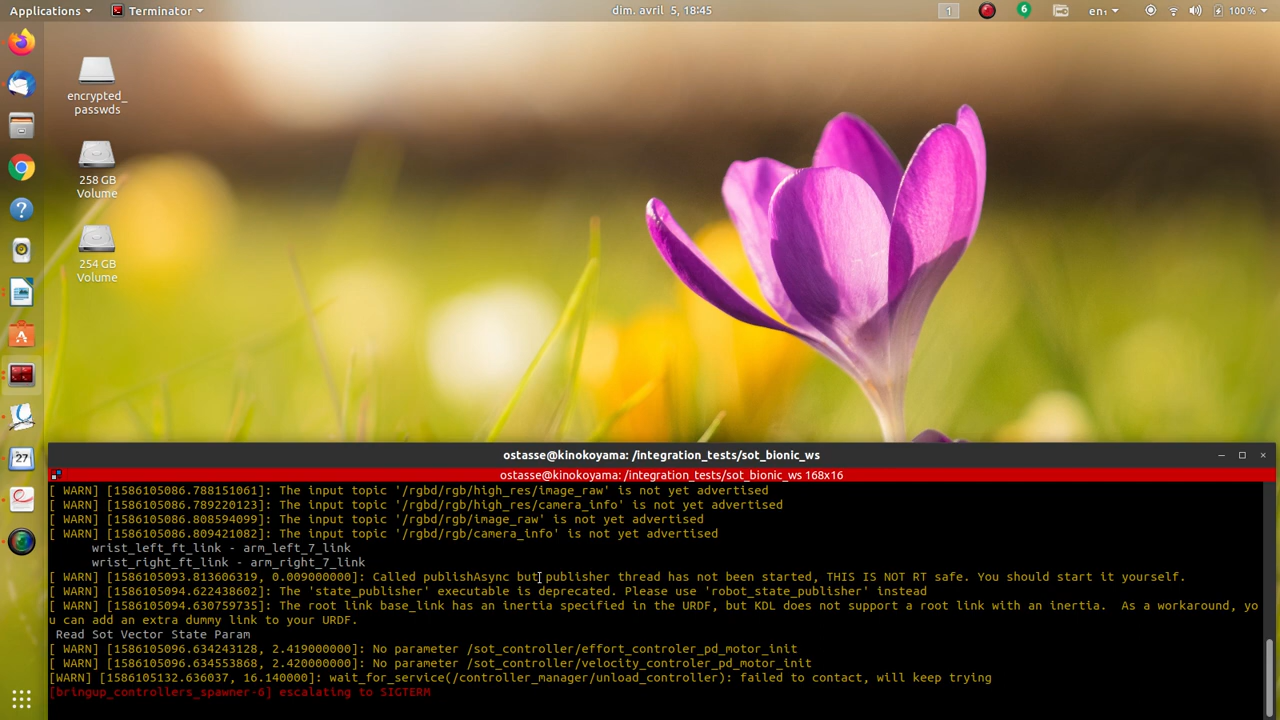 Applications
Terminator
dim. avril 5, 18:45
1
6
en₁
100 %
encrypted_
passwds
258 GB
Volume
254 GB
Volume
27
ostasse@kinokoyama: /integration_tests/sot_bionic_ws
ostasse@kinokoyama: /integration_tests/sot_bionic_ws 168x16
[ WARN] [1586105086.788151061]: The input topic '/rgbd/rgb/high_res/image_raw' is not yet advertised
[ WARN] [1586105086.789220123]: The input topic '/rgbd/rgb/high_res/camera_info' is not yet advertised
[ WARN] [1586105086.808594099]: The input topic '/rgbd/rgb/image_raw' is not yet advertised
[ WARN] [1586105086.809421082]: The input topic '/rgbd/rgb/camera_info' is not yet advertised
wrist_left_ft_link - arm_left_7_link
wrist_right_ft_link - arm_right_7_link
[ WARN] [1586105093.813606319, 0.009000000]: Called publishAsync but publisher thread has not been started, THIS IS NOT RT safe. You should start it yourself.
[ WARN] [1586105094.622438602]: The 'state_publisher' executable is deprecated. Please use 'robot_state_publisher' instead
[ WARN] [1586105094.630759735]: The root link base_link has an inertia specified in the URDF, but KDL does not support a root link with an inertia.  As a workaround, yo
u can add an extra dummy link to your URDF.
Read Sot Vector State Param
[ WARN] [1586105096.634243128, 2.419000000]: No parameter /sot_controller/effort_controler_pd_motor_init
[ WARN] [1586105096.634553868, 2.420000000]: No parameter /sot_controller/velocity_controler_pd_motor_init
[WARN] [1586105132.636037, 16.140000]: wait_for_service(/controller_manager/unload_controller): failed to contact, will keep trying
[bringup_controllers_spawner-6] escalating to SIGTERM